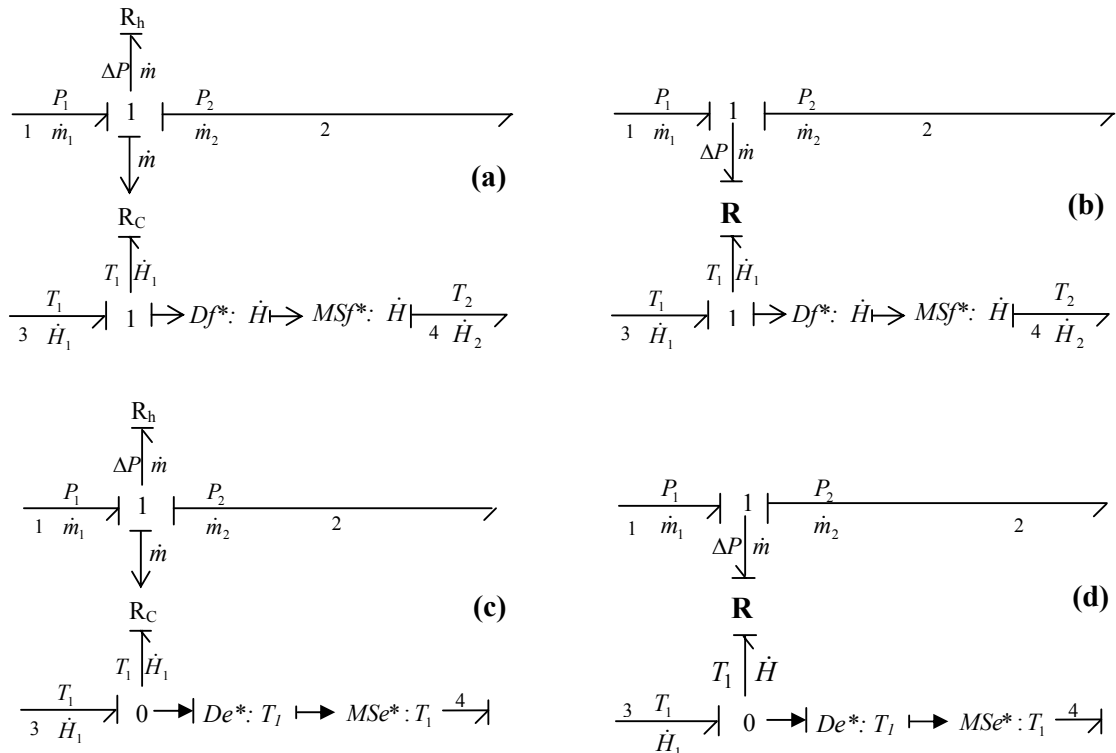 R_h
ΔP ṁ
P_1 1 P_2
1 ṁ_1 ṁ_2 2
ṁ
(a)
R_C
T_1 Ḣ_1
T_1 1 Df*: Ḣ MSf*: Ḣ T_2
3 Ḣ_1 4 Ḣ_2
P_1 1 P_2
1 ṁ_1 ṁ_2 2
ΔP ṁ
(b)
R
T_1 Ḣ_1
T_1 1 Df*: Ḣ MSf*: Ḣ T_2
3 Ḣ_1 4 Ḣ_2
R_h
ΔP ṁ
P_1 1 P_2
1 ṁ_1 ṁ_2 2
ṁ
(c)
R_C
T_1 Ḣ_1
T_1 0 De*: T_1 MSe*: T_1 4
3 Ḣ_1
P_1 1 P_2
1 ṁ_1 ṁ_2 2
ΔP ṁ
(d)
R
T_1 Ḣ
3 T_1 0 De*: T_1 MSe*: T_1 4
Ḣ_1